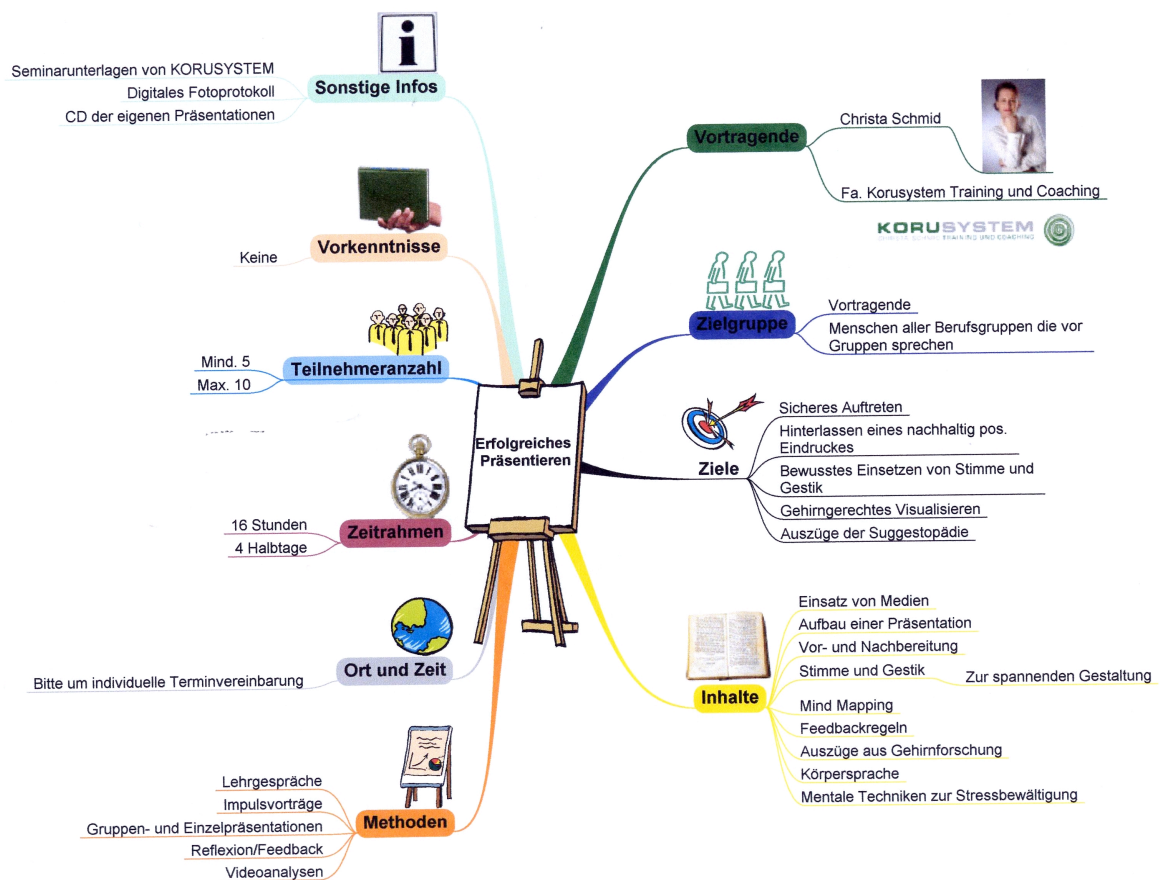 Erfolgreiches
Präsentieren
Sonstige Infos
Seminarunterlagen von KORUSYSTEM
Digitales Fotoprotokoll
CD der eigenen Präsentationen
Vorkenntnisse
Keine
Teilnehmeranzahl
Mind. 5
Max. 10
Zeitrahmen
16 Stunden
4 Halbtage
Ort und Zeit
Bitte um individuelle Terminvereinbarung
Methoden
Lehrgespräche
Impulsvorträge
Gruppen- und Einzelpräsentationen
Reflexion/Feedback
Videoanalysen
Vortragende
Christa Schmid
Fa. Korusystem Training und Coaching
KORUSYSTEM
CHRISTA SCHMID TRAINING UND COACHING
Zielgruppe
Vortragende
Menschen aller Berufsgruppen die vor
Gruppen sprechen
Ziele
Sicheres Auftreten
Hinterlassen eines nachhaltig pos.
Eindruckes
Bewusstes Einsetzen von Stimme und
Gestik
Gehirngerechtes Visualisieren
Auszüge der Suggestopädie
Inhalte
Einsatz von Medien
Aufbau einer Präsentation
Vor- und Nachbereitung
Stimme und Gestik
Zur spannenden Gestaltung
Mind Mapping
Feedbackregeln
Auszüge aus Gehirnforschung
Körpersprache
Mentale Techniken zur Stressbewältigung